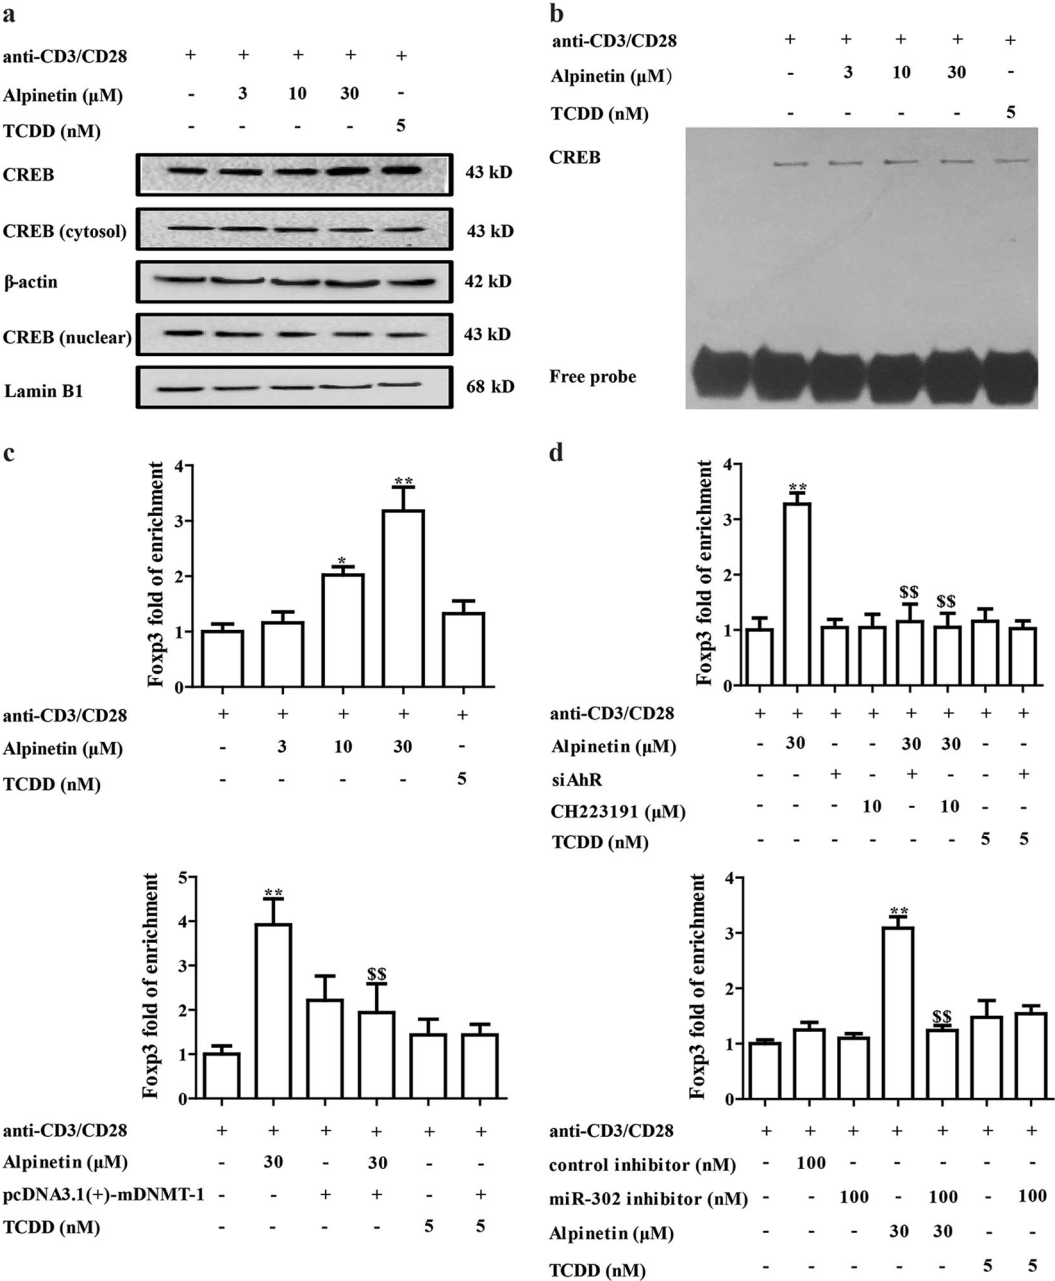 a
anti-CD3/CD28 + + + + +
Alpinetin (μM) - 3 10 30 -
TCDD (nM) - - - - 5
CREB 43 kD
CREB (cytosol) 43 kD
β-actin 42 kD
CREB (nuclear) 43 kD
Lamin B1 68 kD
b
anti-CD3/CD28 + + + + +
Alpinetin (μM) - 3 10 30 -
TCDD (nM) - - - - 5
CREB
Free probe
c
Foxp3 fold of enrichment
4
3
2
1
0
* **
anti-CD3/CD28 + + + + +
Alpinetin (μM) - 3 10 30 -
TCDD (nM) - - - - 5
d
Foxp3 fold of enrichment
4
3
2
1
0
** $$ $$
anti-CD3/CD28 + + + + + + + +
Alpinetin (μM) - 30 - - 30 30 - -
siAhR - - + - + - - +
CH223191 (μM) - - - 10 - 10 - -
TCDD (nM) - - - - - - 5 5
Foxp3 fold of enrichment
5
4
3
2
1
0
** $$
anti-CD3/CD28 + + + + + +
Alpinetin (μM) - 30 - 30 - -
pcDNA3.1(+)-mDNMT-1 - - + + - +
TCDD (nM) - - - - 5 5
Foxp3 fold of enrichment
4
3
2
1
0
** $$
anti-CD3/CD28 + + + + + + +
control inhibitor (nM) - 100 - - - - -
miR-302 inhibitor (nM) - - 100 - 100 - 100
Alpinetin (μM) - - - 30 30 - -
TCDD (nM) - - - - - 5 5